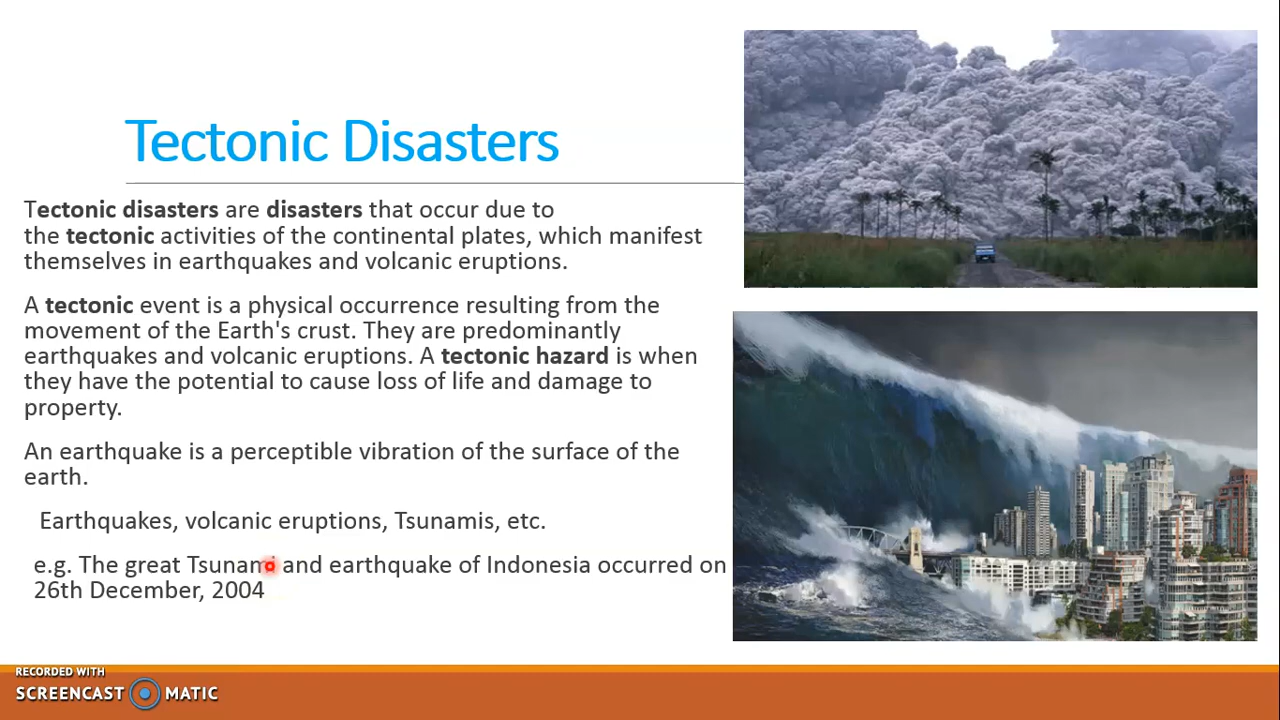 Tectonic Disasters
Tectonic disasters are disasters that occur due to
the tectonic activities of the continental plates, which manifest
themselves in earthquakes and volcanic eruptions.
A tectonic event is a physical occurrence resulting from the
movement of the Earth's crust. They are predominantly
earthquakes and volcanic eruptions. A tectonic hazard is when
they have the potential to cause loss of life and damage to
property.
An earthquake is a perceptible vibration of the surface of the
earth.
Earthquakes, volcanic eruptions, Tsunamis, etc.
e.g. The great Tsunami and earthquake of Indonesia occurred on
26th December, 2004
RECORDED WITH
SCREENCAST MATIC